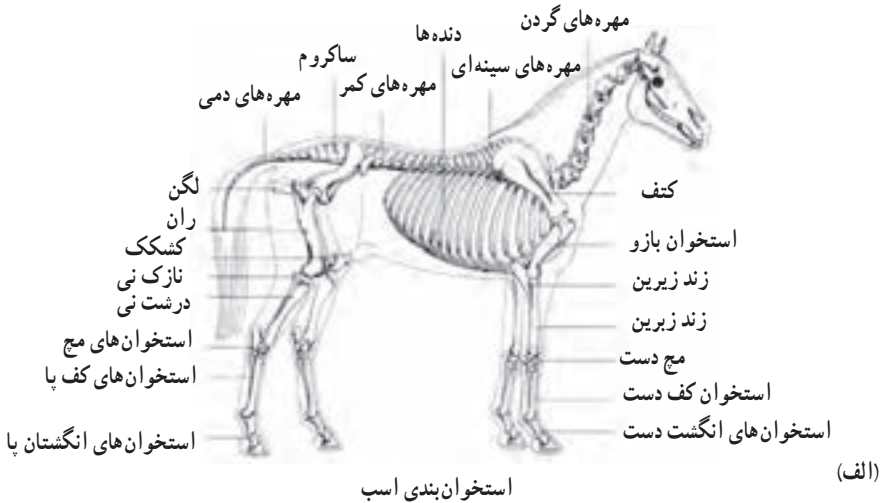 مهره‌های گردن
دنده‌ها
ساکروم
مهره‌های سینه‌ای
مهره‌های کمر
مهره‌های دمی
کتف
لگن
ران
استخوان بازو
کشکک
زند زیرین
نازک نی
درشت نی
زند زبرین
استخوان‌های مچ
مچ دست
استخوان‌های کف پا
استخوان کف دست
استخوان‌های انگشت دست
استخوان‌های انگشتان پا
(الف)
استخوان‌بندی اسب